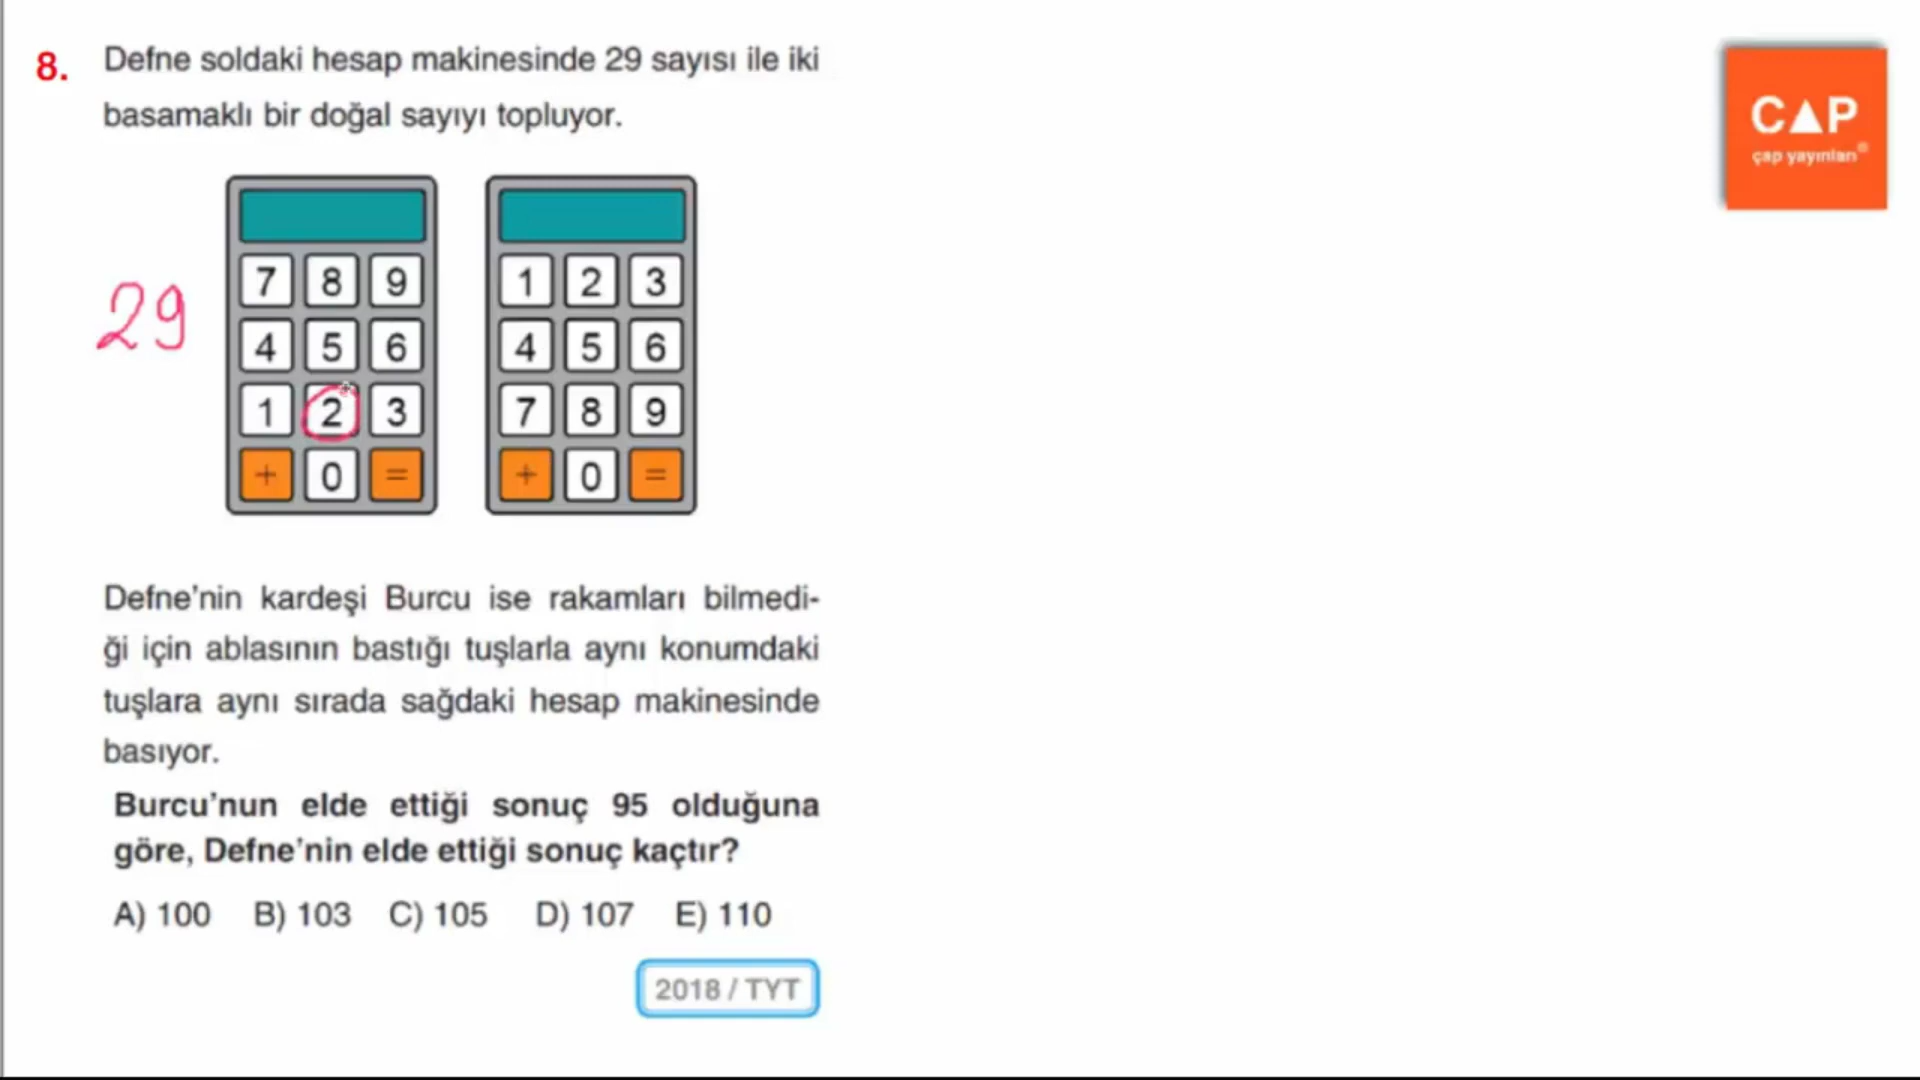 8. Defne soldaki hesap makinesinde 29 sayısı ile iki
basamaklı bir doğal sayıyı topluyor.
CAP
çap yayınları®
29
7 8 9
4 5 6
1 2 3
+ 0 =
1 2 3
4 5 6
7 8 9
+ 0 =
Defne'nin kardeşi Burcu ise rakamları bilmedi-
ği için ablasının bastığı tuşlarla aynı konumdaki
tuşlara aynı sırada sağdaki hesap makinesinde
basıyor.
Burcu'nun elde ettiği sonuç 95 olduğuna
göre, Defne'nin elde ettiği sonuç kaçtır?
A) 100 B) 103 C) 105 D) 107 E) 110
2018 / TYT